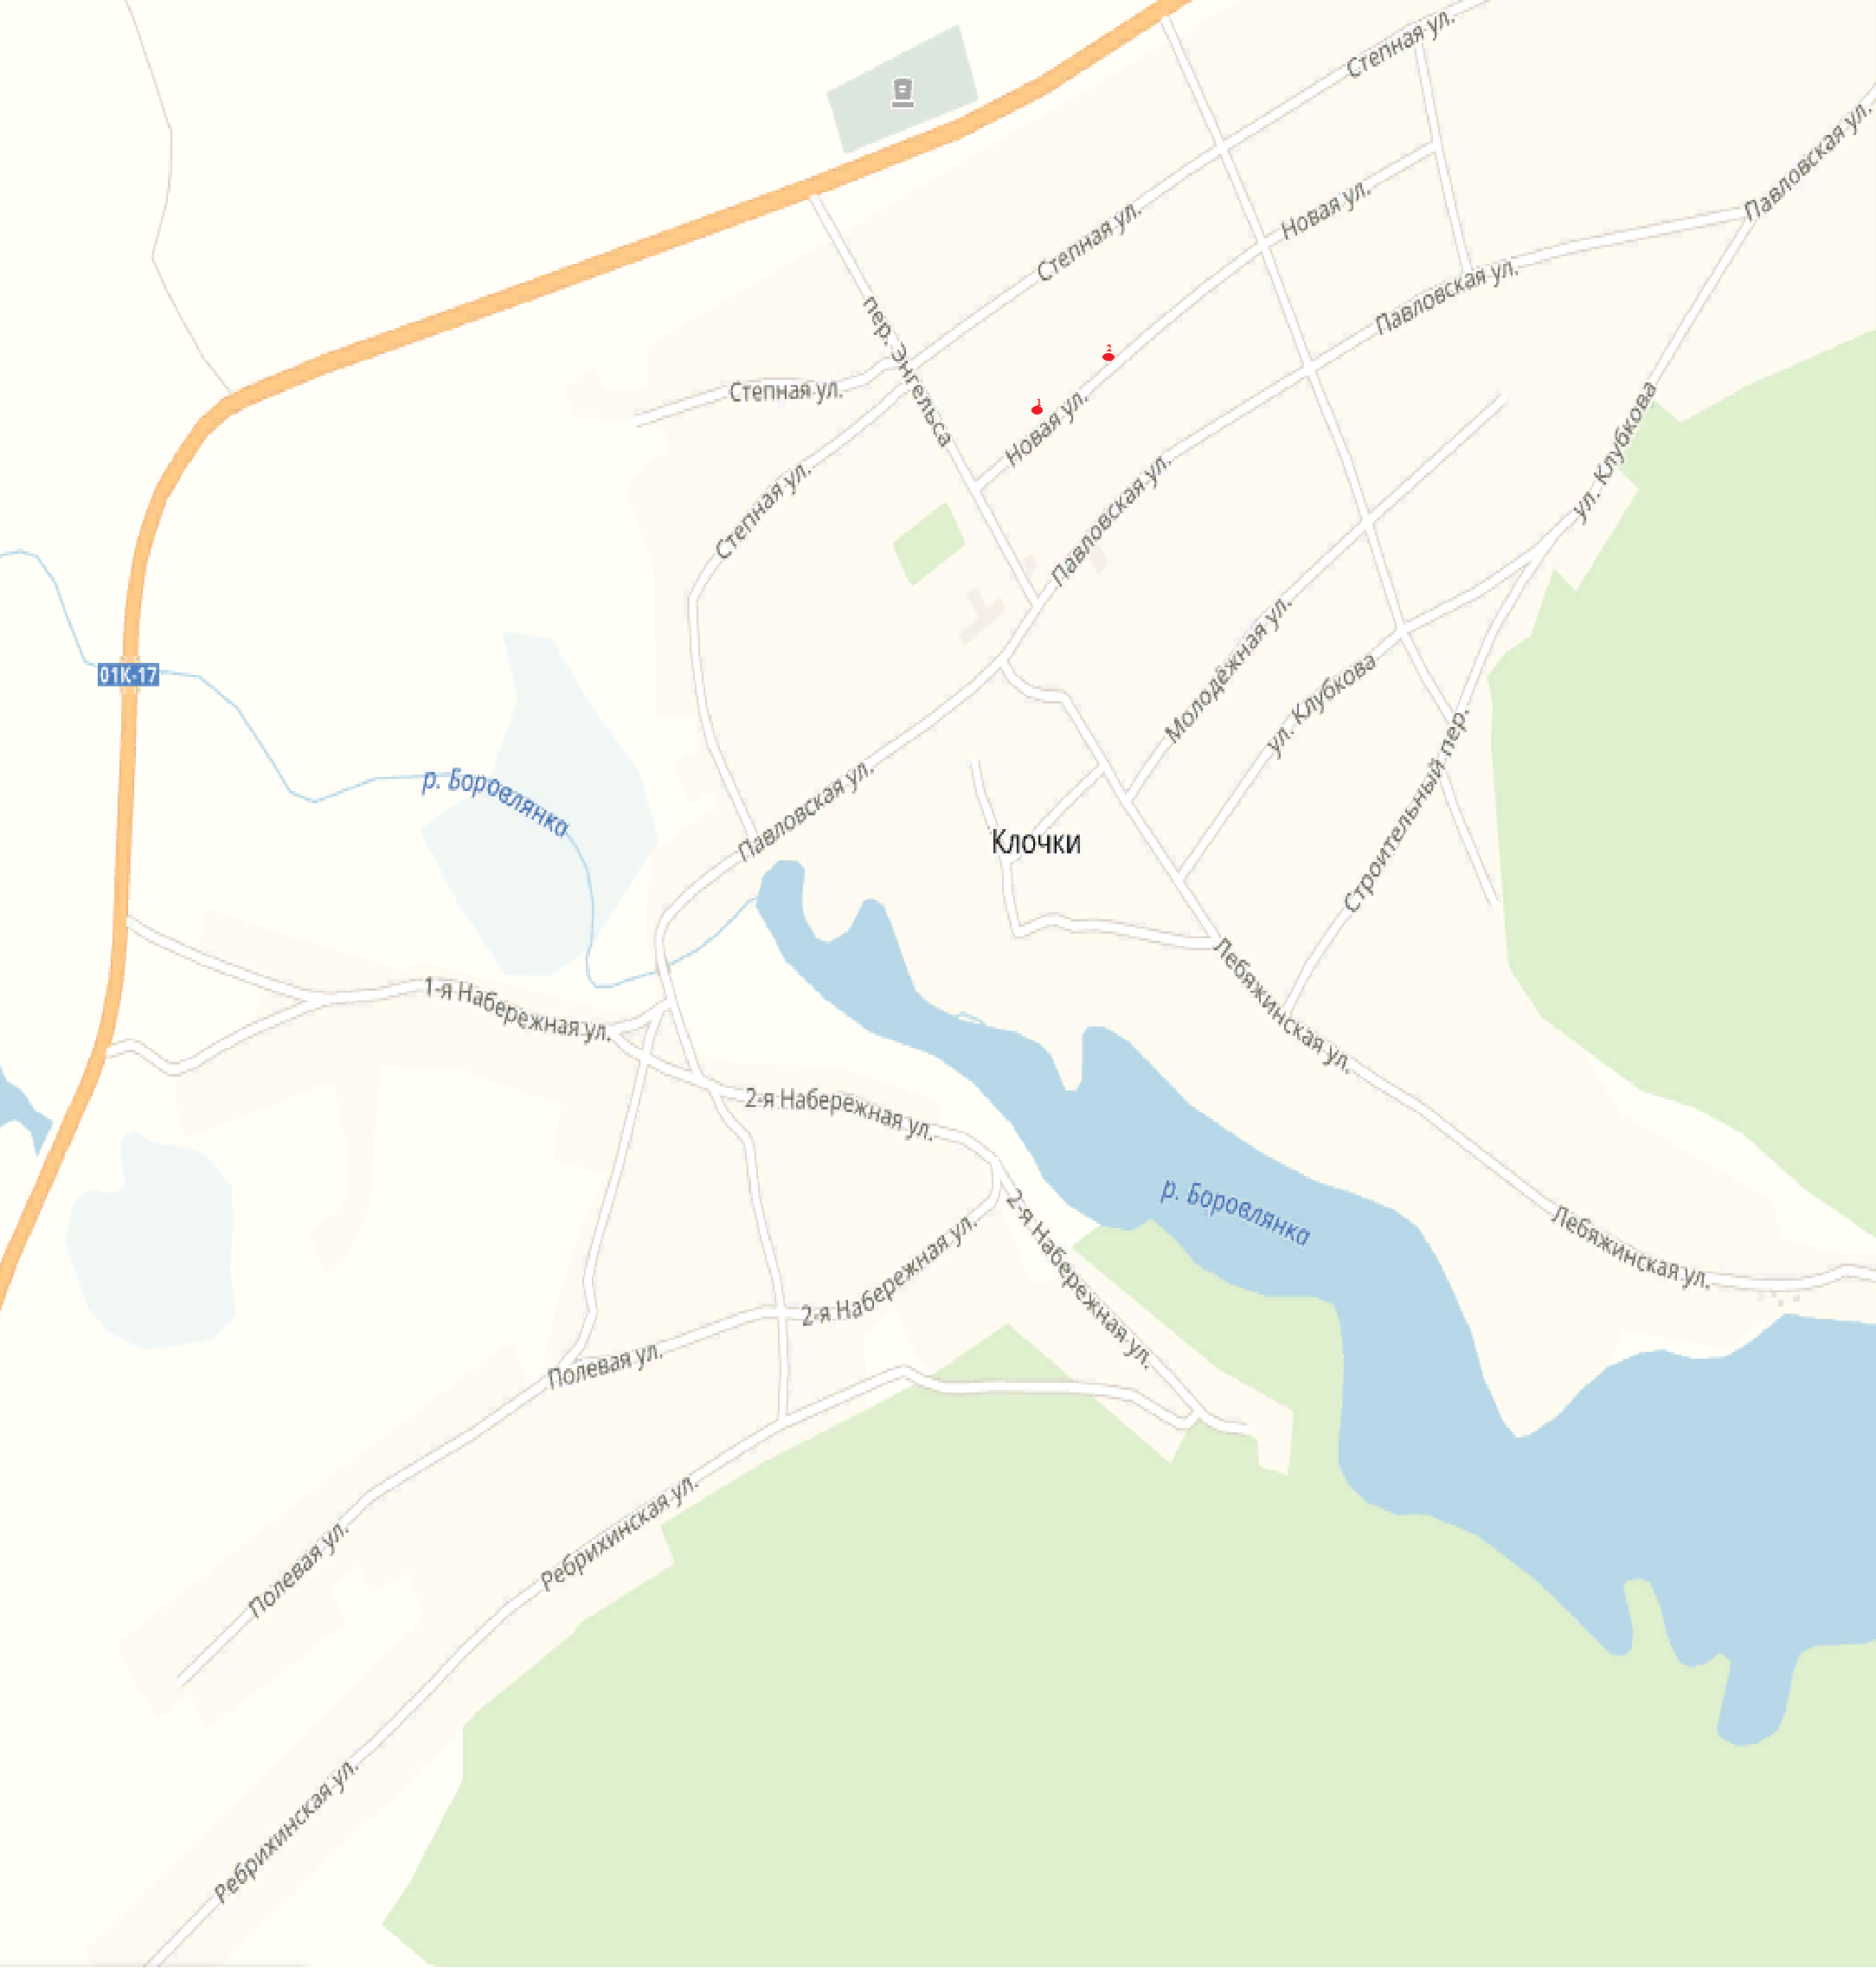 Степная ул.
Павловская ул.
Новая ул.
Степная ул.
Павловская ул.
пер. Энгельса
2
Степная ул.
1
Новая ул.
ул. Клубкова
Степная ул.
Павловская ул.
Молодёжная ул.
ул. Клубкова
01К-17
р. Боровлянка
Павловская ул.
Строительный пер.
Клочки
1-я Набережная ул.
Лебяжинская ул.
2-я Набережная ул.
р. Боровлянка
2-я Набережная ул.
Лебяжинская ул.
2-я Набережная ул.
Полевая ул.
Полевая ул.
Ребрихинская ул.
Ребрихинская ул.